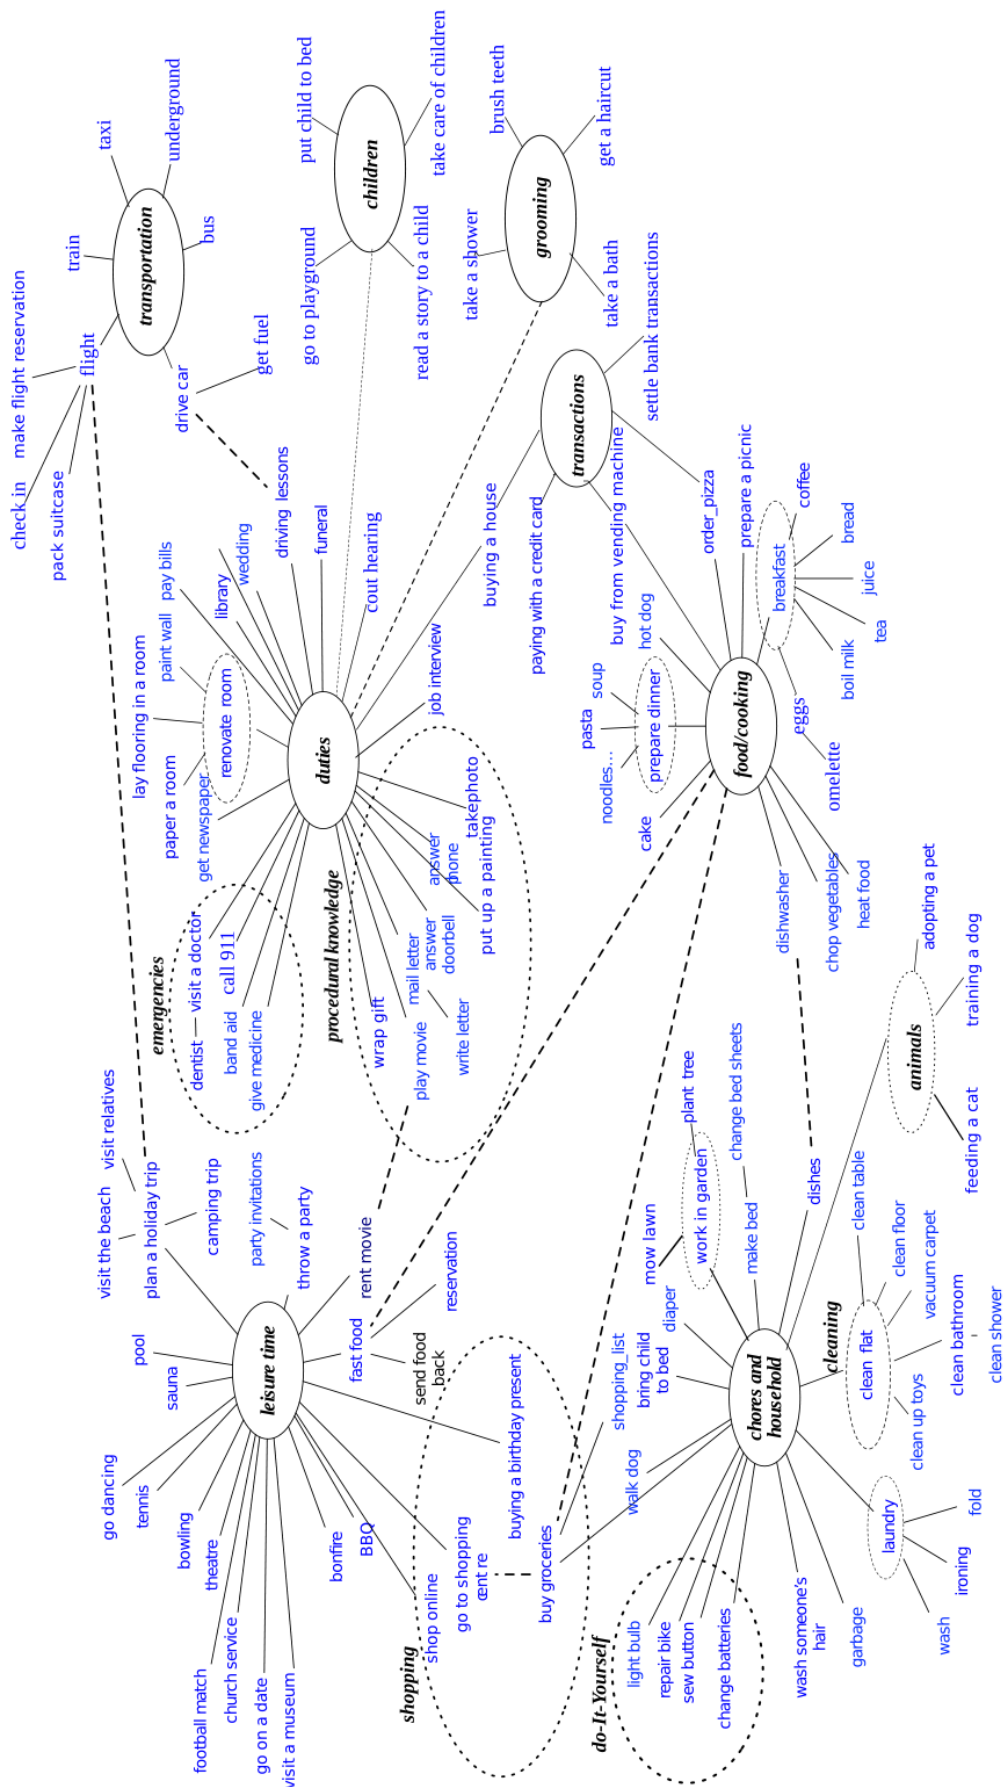 make flight reservation
check in
pack suitcase
flight
train
taxi
underground
transportation
bus
drive car
get fuel
put child to bed
children
take care of children
go to playground
read a story to a child
brush teeth
get a haircut
grooming
take a shower
take a bath
transactions
settle bank transactions
buying a house
paying with a credit card
buy from vending machine
order_pizza
lay flooring in a room
paint wall
pay bills
library
wedding
driving lessons
funeral
cout hearing
paper a room
renovate room
get newspaper
duties
job interview
emergencies
dentist
visit a doctor
band aid
call 911
give medicine
procedural knowledge
takephoto
answer
phone
put up a painting
mail letter
answer
doorbell
wrap gift
play movie
write letter
prepare a picnic
breakfast
coffee
bread
juice
tea
boil milk
eggs
omelette
hot dog
soup
pasta
noodles...
prepare dinner
cake
food/cooking
dishwasher
chop vegetables
heat food
visit the beach
visit relatives
plan a holiday trip
camping trip
party invitations
throw a party
leisure time
rent movie
fast food
reservation
send food
back
pool
sauna
go dancing
tennis
bowling
theatre
football match
church service
go on a date
visit a museum
bonfire
BBQ
shopping
shop online
go to shopping
cent re
buying a birthday present
buy groceries
shopping_list
walk dog
bring child
to bed
diaper
mow lawn
work in garden
plant tree
change bed sheets
make bed
dishes
adopting a pet
training a dog
animals
feeding a cat
chores and
household
cleaning
clean flat
clean table
clean floor
vacuum carpet
clean bathroom
clean shower
clean up toys
laundry
fold
ironing
wash
do-It-Yourself
light bulb
repair bike
sew button
change batteries
wash someone's
hair
garbage